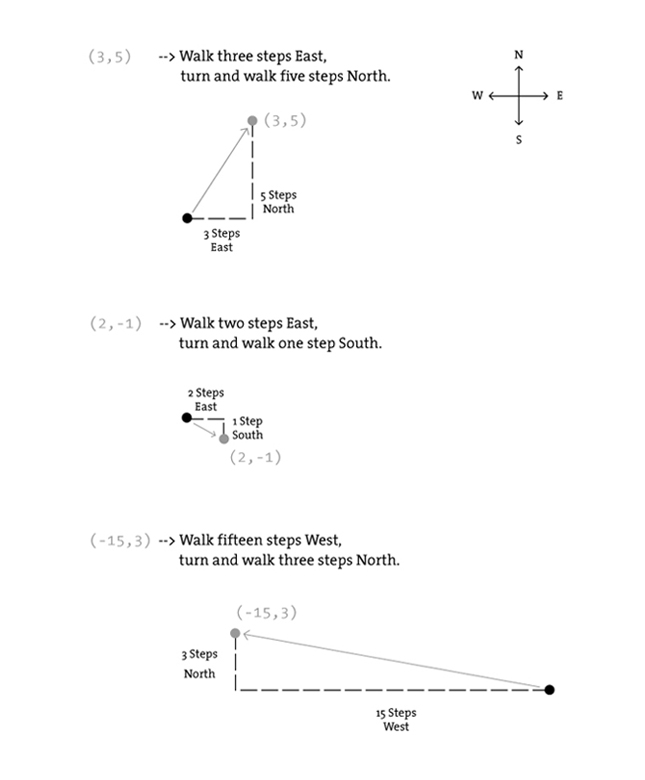 (3,5) --> Walk three steps East,
turn and walk five steps North.
N
W E
S
(3,5)
5 Steps
North
3 Steps
East
(2,-1) --> Walk two steps East,
turn and walk one step South.
2 Steps
East
1 Step
South
(2,-1)
(-15,3) --> Walk fifteen steps West,
turn and walk three steps North.
(-15,3)
3 Steps
North
15 Steps
West